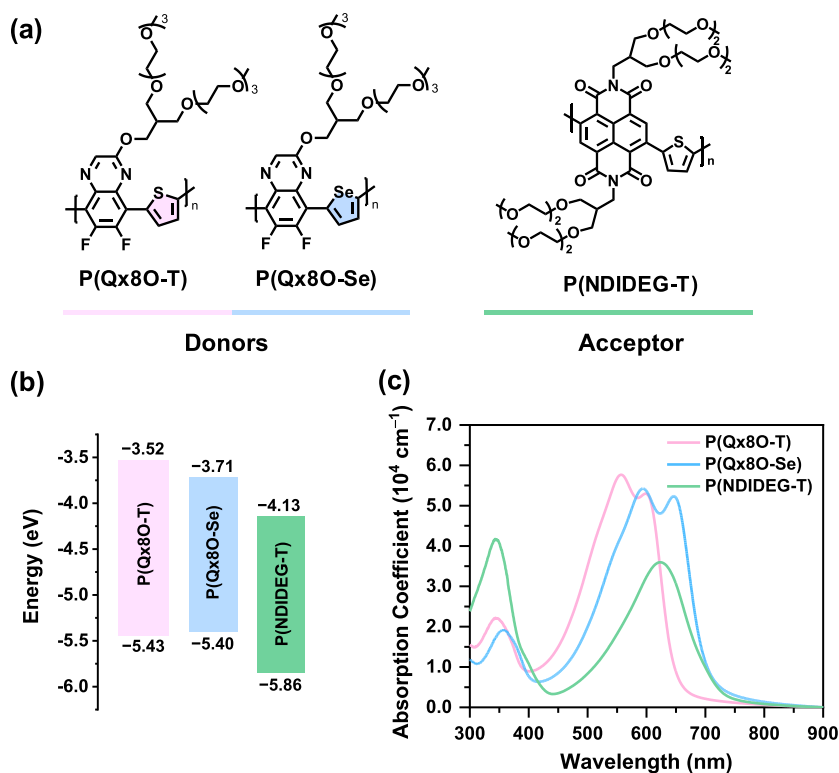 (a)
O 3
O 3
O
O
O
O
O 3
O
O 3
O
N N
N N
S
Se
n
n
F F
F F
P(Qx8O-T)
P(Qx8O-Se)
Donors
O O 2
O O 2
O N O
S
n
O N O
O O 2
O O 2
P(NDIDEG-T)
Acceptor
(b)
Energy (eV)
-3.5
-4.0
-4.5
-5.0
-5.5
-6.0
−3.52
−3.71
−4.13
P(Qx8O-T)
P(Qx8O-Se)
P(NDIDEG-T)
−5.43
−5.40
−5.86
(c)
Absorption Coefficient (10⁴ cm⁻¹)
7.0
6.0
5.0
4.0
3.0
2.0
1.0
0.0
P(Qx8O-T)
P(Qx8O-Se)
P(NDIDEG-T)
300 400 500 600 700 800 900
Wavelength (nm)